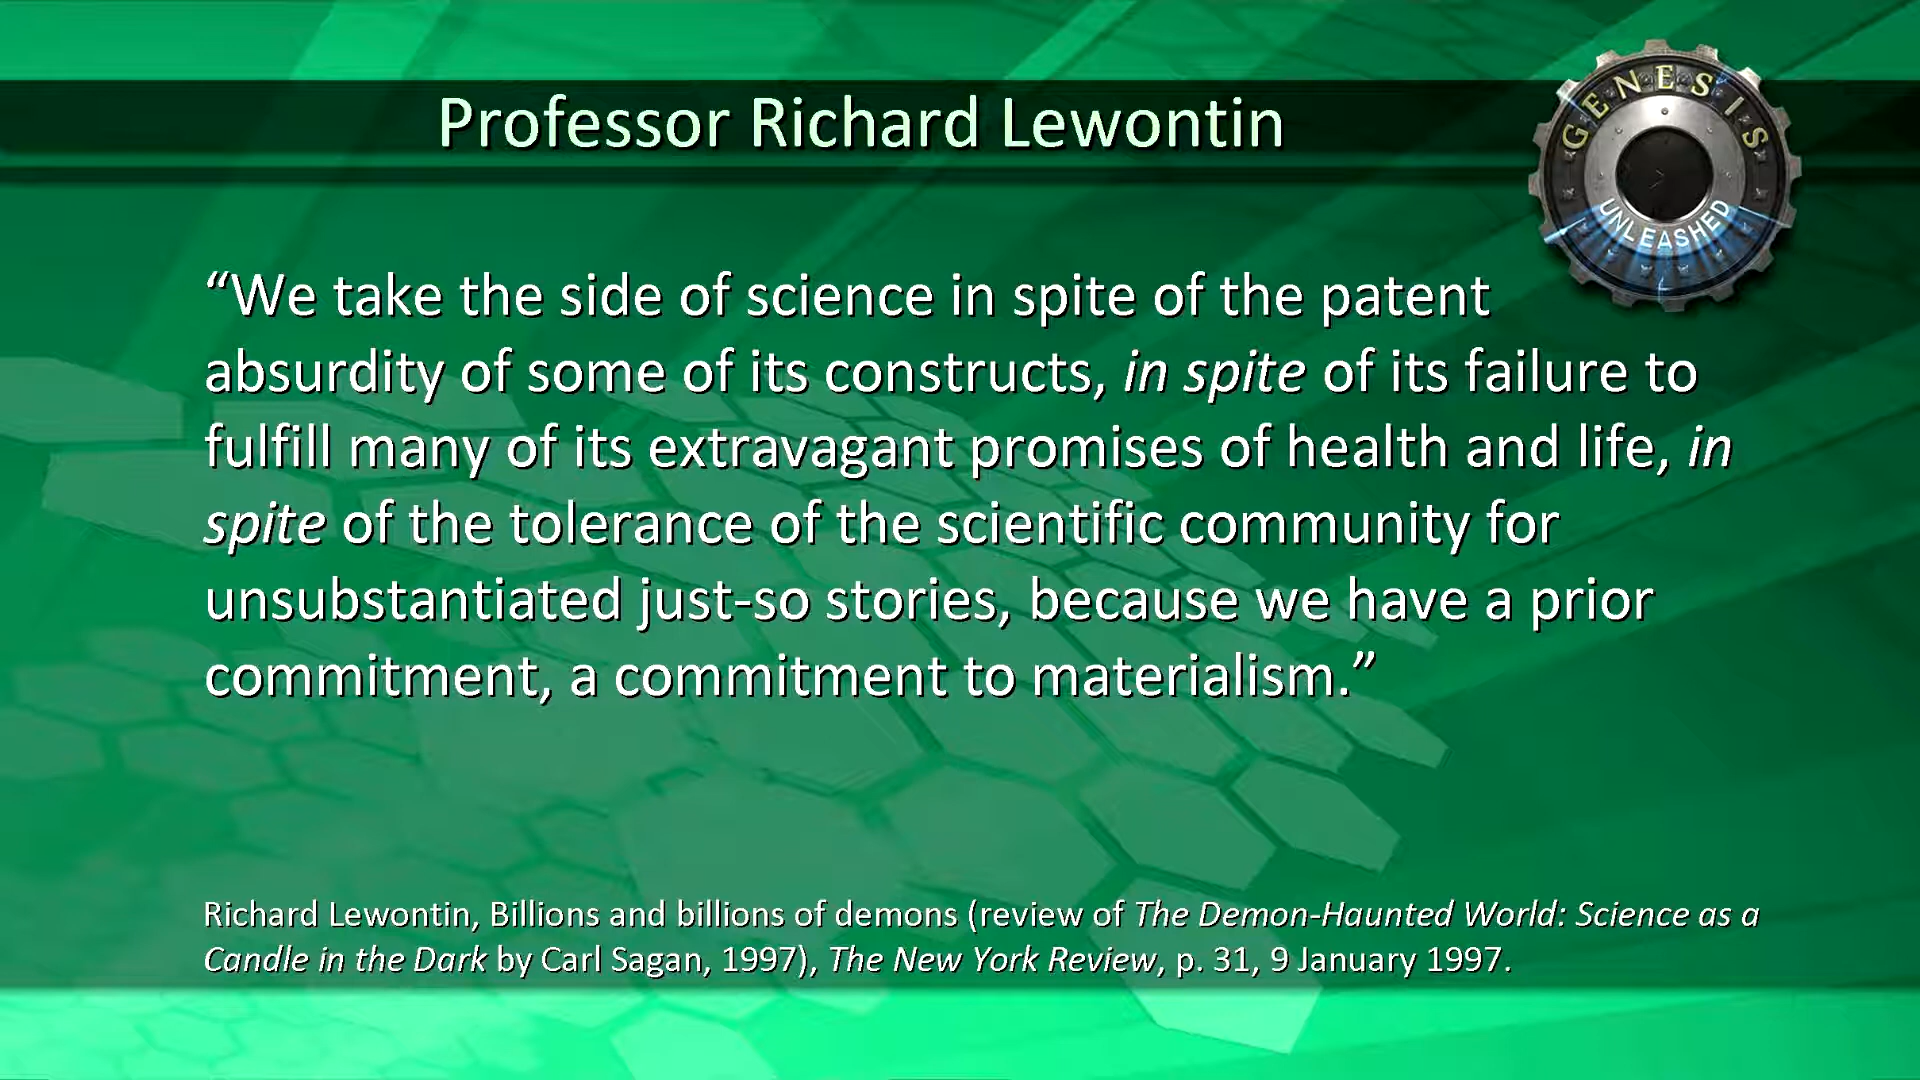 Professor Richard Lewontin
GENESIS
UNLEASHED
“We take the side of science in spite of the patent
absurdity of some of its constructs, in spite of its failure to
fulfill many of its extravagant promises of health and life, in
spite of the tolerance of the scientific community for
unsubstantiated just-so stories, because we have a prior
commitment, a commitment to materialism.”
Richard Lewontin, Billions and billions of demons (review of The Demon-Haunted World: Science as a
Candle in the Dark by Carl Sagan, 1997), The New York Review, p. 31, 9 January 1997.